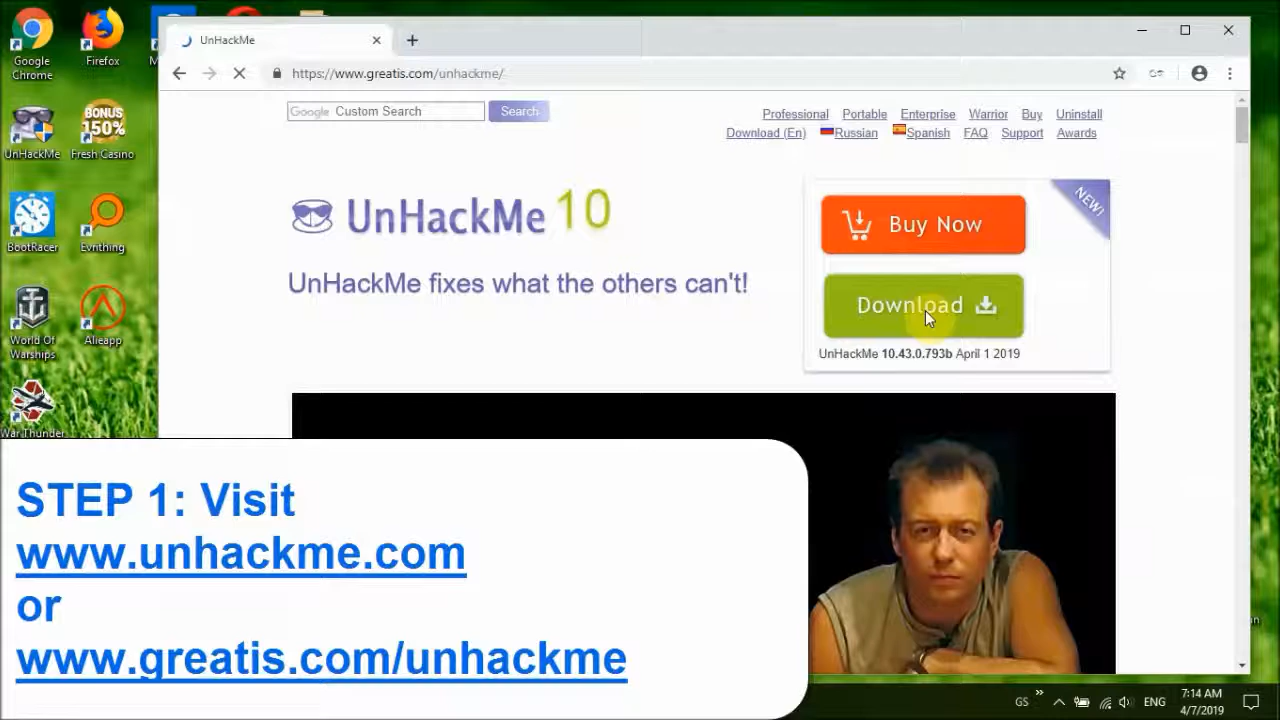 Google Chrome
Firefox
UnHackMe
BONUS 150%
Fresh Casino
BootRacer
Evrything
World Of Warships
Alieapp
War Thunder
UnHackMe
https://www.greatis.com/unhackme/
Google Custom Search
Search
Professional Portable Enterprise Warrior Buy Uninstall
Download (En) Russian Spanish FAQ Support Awards
UnHackMe 10
UnHackMe fixes what the others can't!
NEW!
Buy Now
Download
UnHackMe 10.43.0.793b April 1 2019
STEP 1: Visit
www.unhackme.com
or
www.greatis.com/unhackme
GS
ENG
7:14 AM
4/7/2019